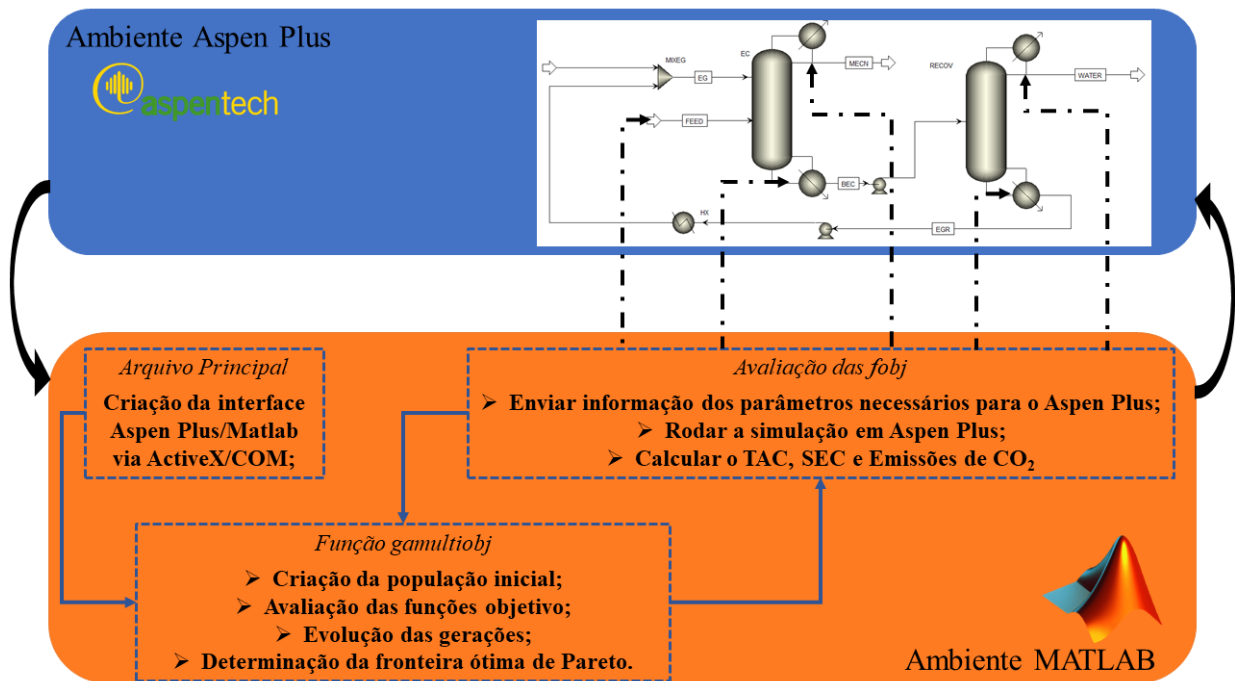 Ambiente Aspen Plus
aspentech
MIXEG
EG
FEED
EC
MECN
BEC
RECOV
WATER
HX
EGR
Arquivo Principal
Criação da interface
Aspen Plus/Matlab
via ActiveX/COM;
Avaliação das fobj
➢ Enviar informação dos parâmetros necessários para o Aspen Plus;
➢ Rodar a simulação em Aspen Plus;
➢ Calcular o TAC, SEC e Emissões de CO₂
Função gamultiobj
➢ Criação da população inicial;
➢ Avaliação das funções objetivo;
➢ Evolução das gerações;
➢ Determinação da fronteira ótima de Pareto.
Ambiente MATLAB